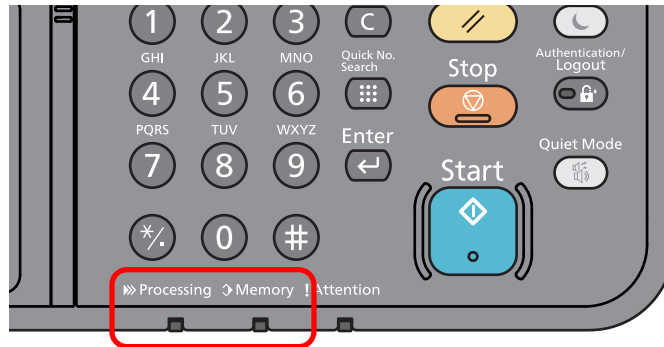 1 2 3 C
GHI JKL MNO Quick No.
Search
Stop
Authentication/
Logout
4 5 6
PQRS TUV WXYZ Enter
Quiet Mode
7 8 9 Start
*/. 0 #
Processing Memory ! Attention